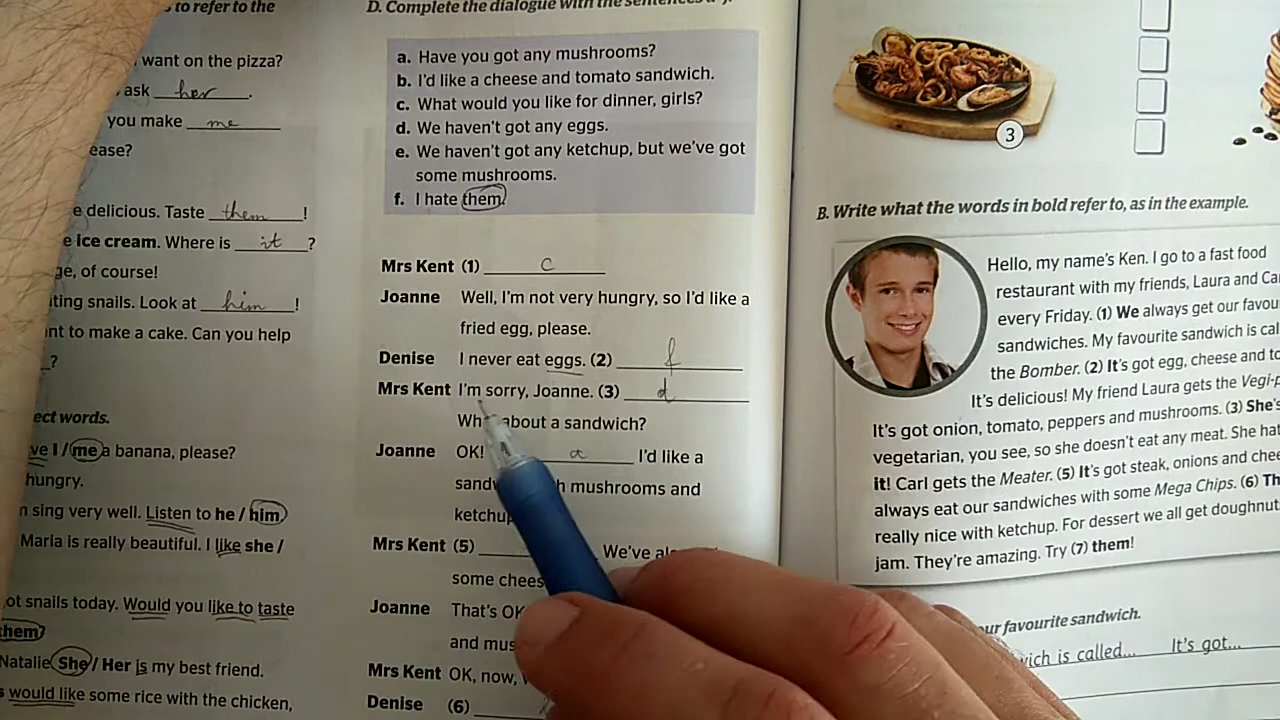 to refer to the
want on the pizza?
ask her.
you make me
ease?
e delicious. Taste them!
e ice cream. Where is it?
ge, of course!
ting snails. Look at him!
nt to make a cake. Can you help
?
ect words.
ve I / me a banana, please?
hungry.
n sing very well. Listen to he / him
Maria is really beautiful. I like she /
ot snails today. Would you like to taste
them?
Natalie She / Her is my best friend.
s would like some rice with the chicken,
D. Complete the dialogue with the sentences
a. Have you got any mushrooms?
b. I'd like a cheese and tomato sandwich.
c. What would you like for dinner, girls?
d. We haven't got any eggs.
e. We haven't got any ketchup, but we've got
some mushrooms.
f. I hate them.
Mrs Kent (1) c
Joanne Well, I'm not very hungry, so I'd like a
fried egg, please.
Denise I never eat eggs. (2) f
Mrs Kent I'm sorry, Joanne. (3) d
about a sandwich?
Joanne OK! a I'd like a
mushrooms and
ketchup
Mrs Kent (5) We've
some chees
Joanne That's OK
and mus
Mrs Kent OK, now,
Denise (6)
3
B. Write what the words in bold refer to, as in the example.
Hello, my name's Ken. I go to a fast food
restaurant with my friends, Laura and Ca
every Friday. (1) We always get our favou
sandwiches. My favourite sandwich is cal
the Bomber. (2) It's got egg, cheese and to
It's delicious! My friend Laura gets the Vegi-p
It's got onion, tomato, peppers and mushrooms. (3) She's
vegetarian, you see, so she doesn't eat any meat. She hat
it! Carl gets the Meater. (5) It's got steak, onions and chee
always eat our sandwiches with some Mega Chips. (6) Th
really nice with ketchup. For dessert we all get doughnut
jam. They're amazing. Try (7) them!
ur favourite sandwich.
wich is called... It's got...